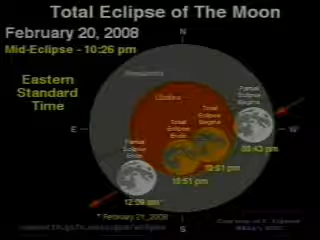 Total Eclipse of The Moon
February 20, 2008
Mid-Eclipse - 10:26 pm
Eastern
Standard
Time
N
Penumbra
Umbra
Partial
Eclipse
Begins
Total
Eclipse
Begins
Total
Eclipse
Ends
E
W
08:43 pm
Partial
Eclipse
Ends
10:01 pm
10:51 pm
12:09 am*
* February 21, 2008
S